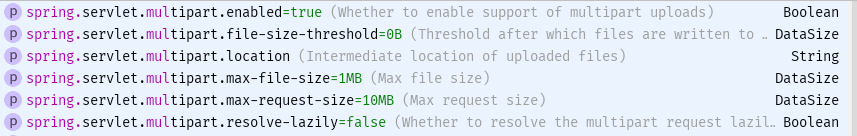 p spring.servlet.multipart.enabled=true (Whether to enable support of multipart uploads) Boolean
p spring.servlet.multipart.file-size-threshold=0B (Threshold after which files are written to … DataSize
p spring.servlet.multipart.location (Intermediate location of uploaded files) String
p spring.servlet.multipart.max-file-size=1MB (Max file size) DataSize
p spring.servlet.multipart.max-request-size=10MB (Max request size) DataSize
p spring.servlet.multipart.resolve-lazily=false (Whether to resolve the multipart request lazil… Boolean